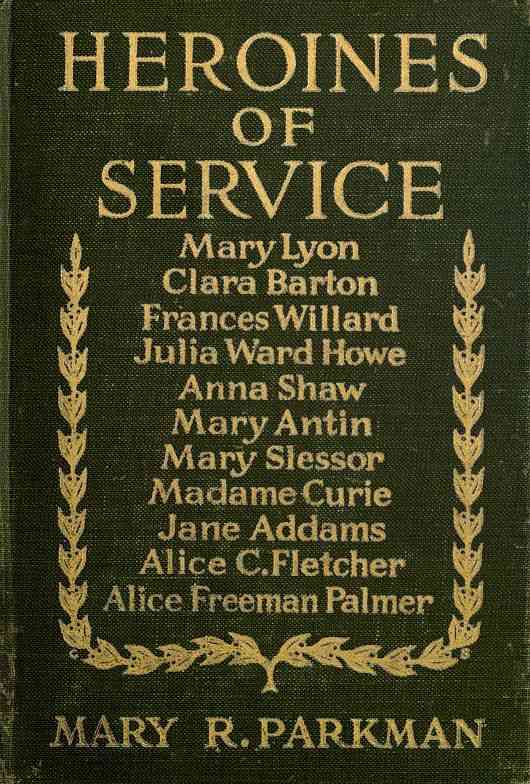 HEROINES
OF
SERVICE
Mary Lyon
Clara Barton
Frances Willard
Julia Ward Howe
Anna Shaw
Mary Antin
Mary Slessor
Madame Curie
Jane Addams
Alice C. Fletcher
Alice Freeman Palmer
C S
MARY R. PARKMAN